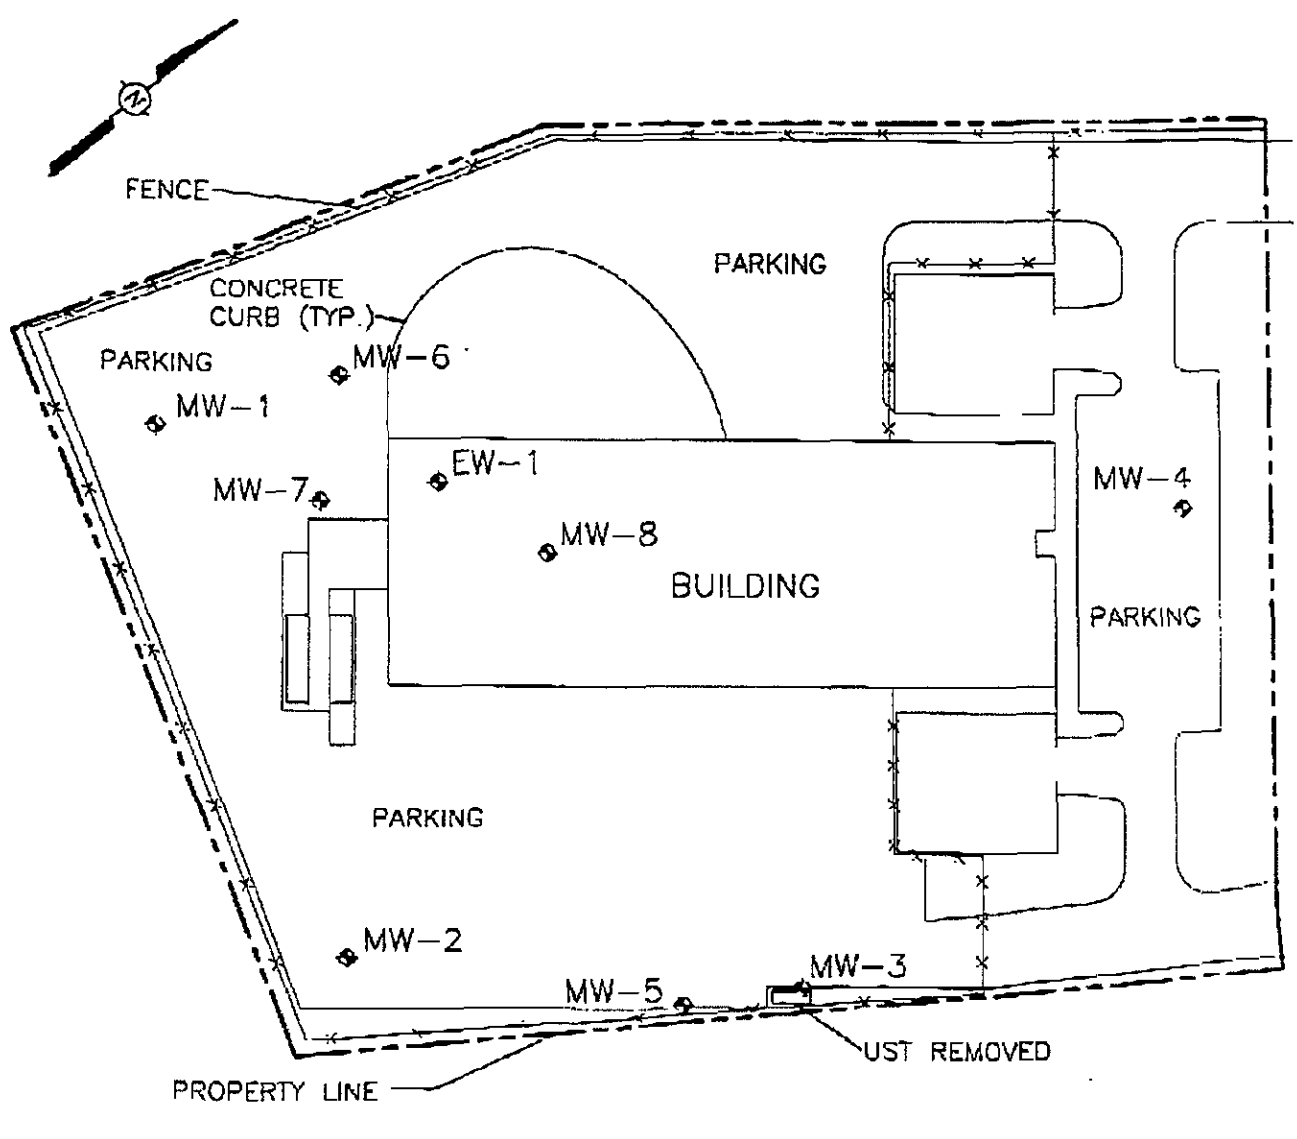 N
FENCE
PARKING
CONCRETE
CURB (TYP.)
PARKING
MW-6
MW-1
EW-1
MW-7
MW-4
MW-8
BUILDING
PARKING
PARKING
MW-2
MW-3
MW-5
UST REMOVED
PROPERTY LINE